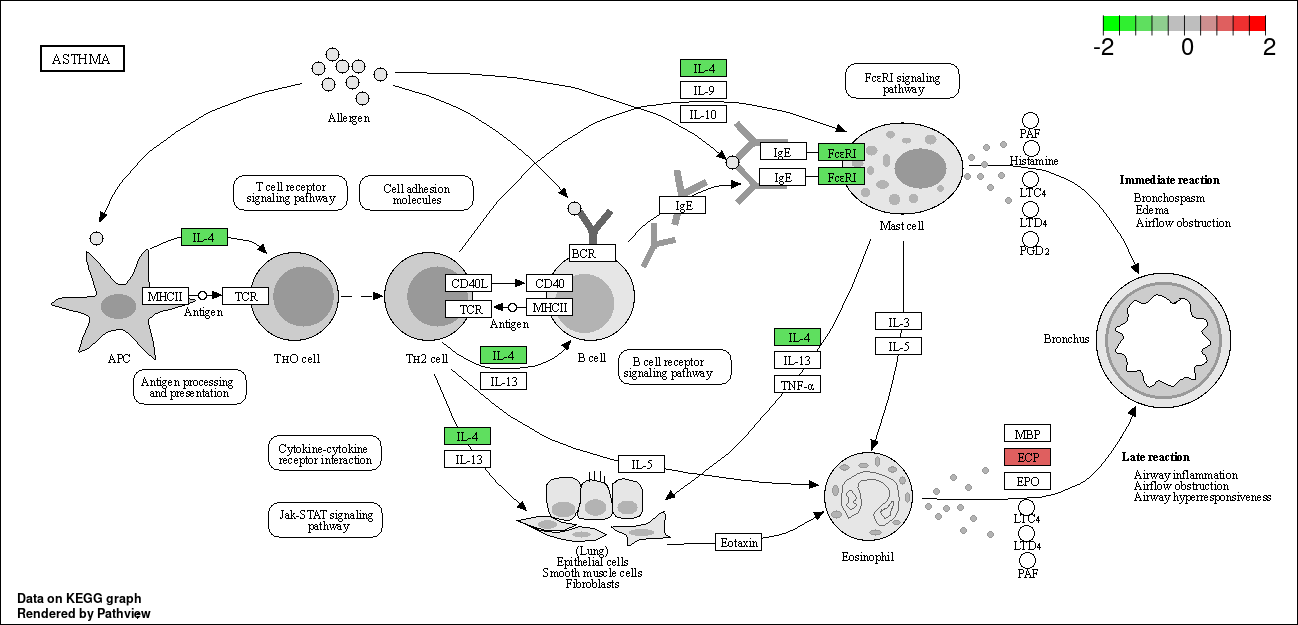 ASTHMA
-2
0
2
Allergen
IL-4
IL-9
IL-10
FcεRI signaling
pathway
IgE
FcεRI
IgE
FcεRI
Mast cell
PAF
Histamine
LTC4
LTD4
PGD2
Immediate reaction
Bronchospasm
Edema
Airflow obstruction
T cell receptor
signaling pathway
Cell adhesion
molecules
IgE
IL-4
BCR
MHCII
TCR
Antigen
APC
TH0 cell
CD40L
CD40
TCR
MHCII
Antigen
TH2 cell
B cell
IL-4
IL-13
B cell receptor
signaling pathway
IL-4
IL-13
TNF-α
IL-3
IL-5
Bronchus
Antigen processing
and presentation
Cytokine-cytokine
receptor interaction
Jak-STAT signaling
pathway
IL-4
IL-13
IL-5
Eotaxin
(Lung)
Epithelial cells
Smooth muscle cells
Fibroblasts
Eosinophil
MBP
ECP
EPO
LTC4
LTD4
PAF
Late reaction
Airway inflammation
Airflow obstruction
Airway hyperresponsiveness
Data on KEGG graph
Rendered by Pathview